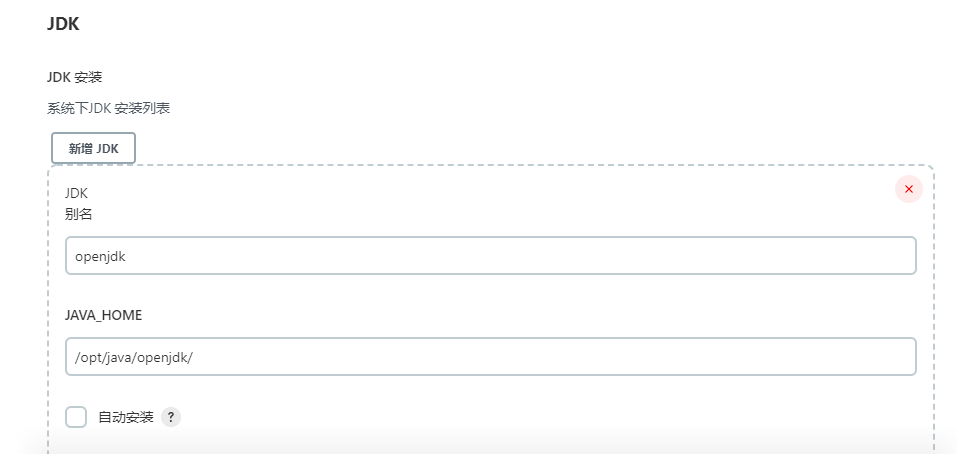 JDK
JDK 安装
系统下JDK 安装列表
新增 JDK
JDK
别名
openjdk
JAVA_HOME
/opt/java/openjdk/
自动安装 ?